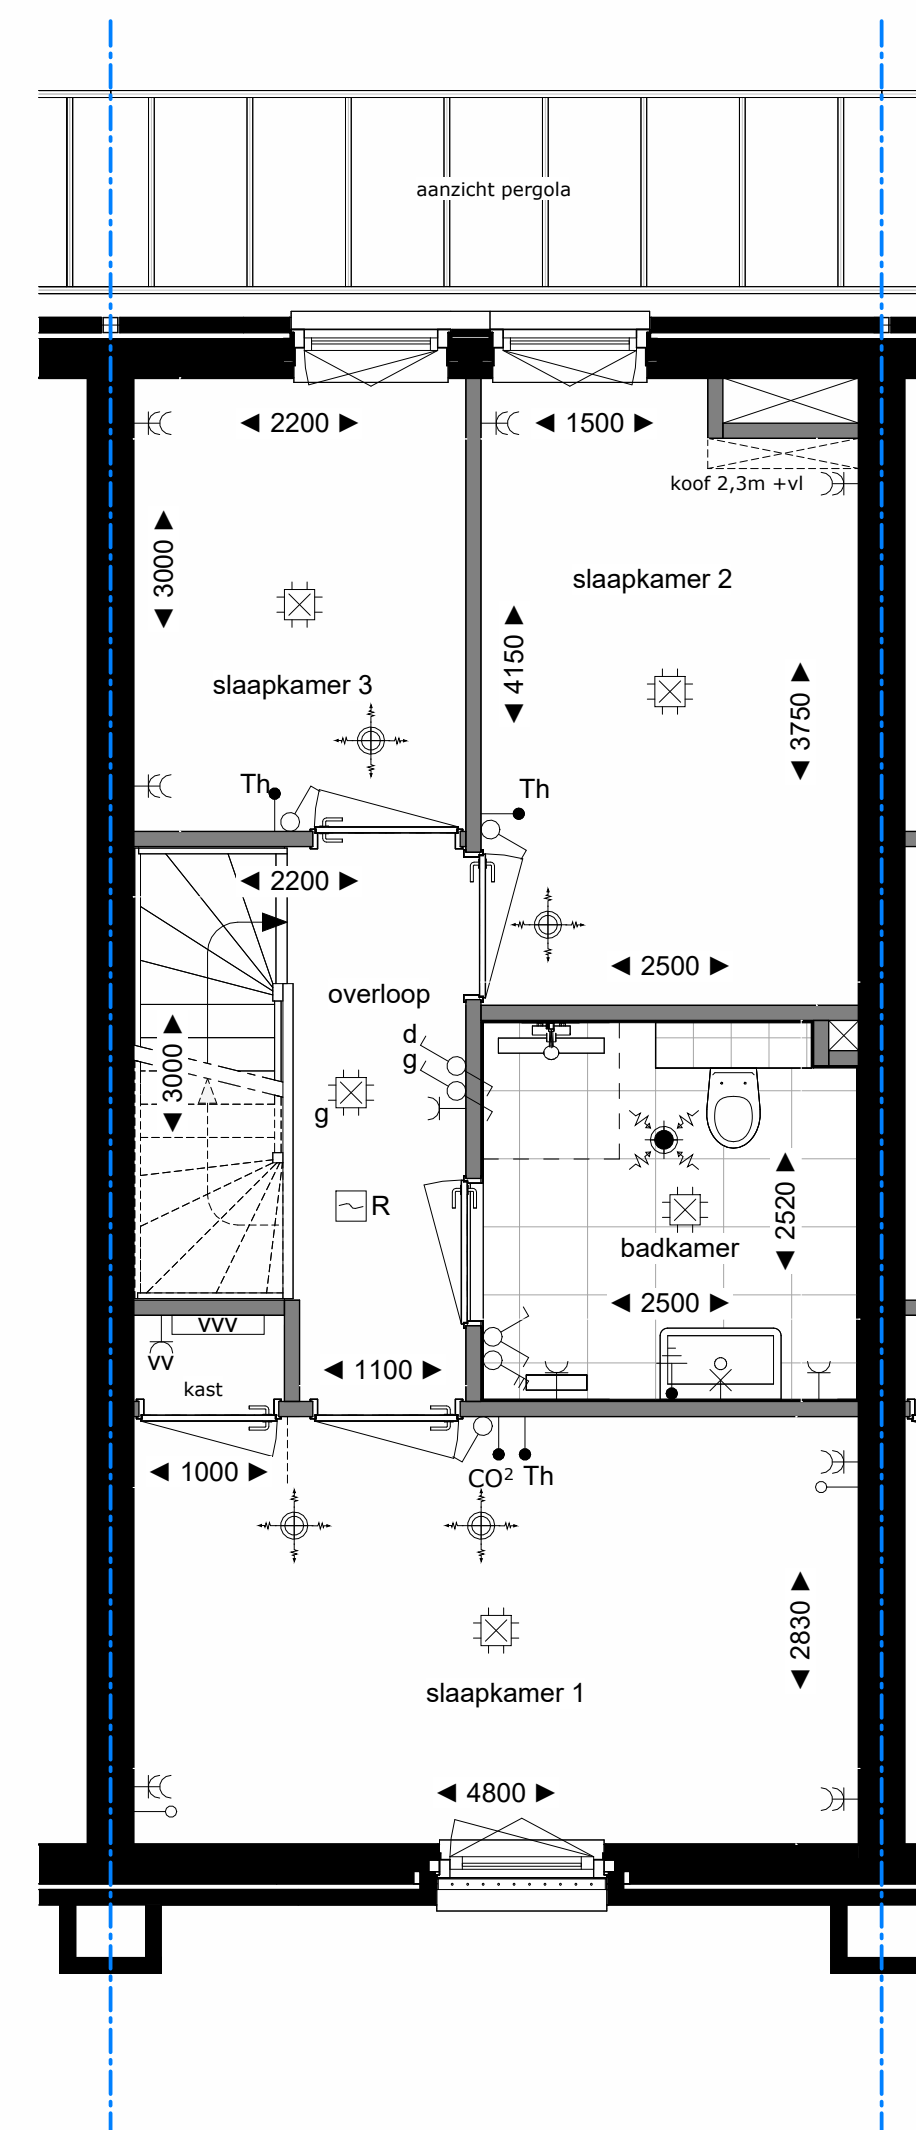 aanzicht pergola
2200
1500
koof 2,3m +vl
3000
slaapkamer 2
4150
slaapkamer 3
3750
Th
Th
2200
2500
overloop
d
g
3000
g
R
2520
badkamer
2500
vvv
vv
kast
1100
1000
CO²
Th
2830
slaapkamer 1
4800